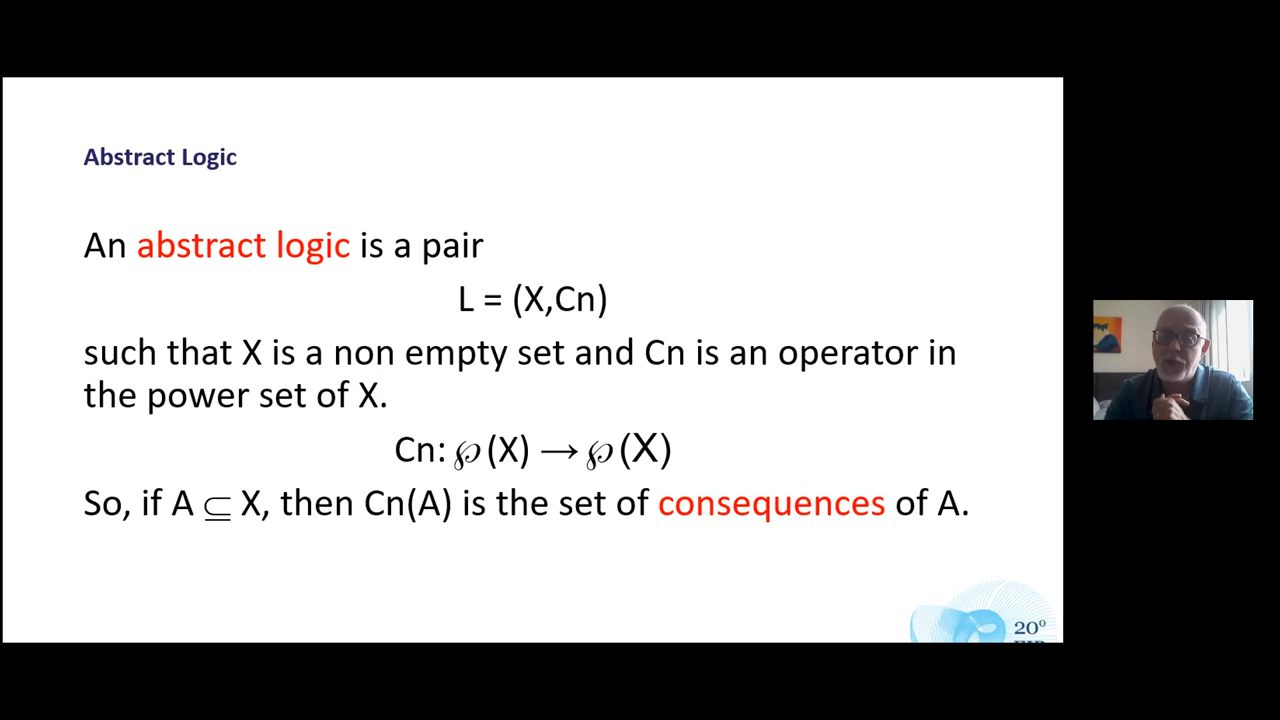 Abstract Logic
An abstract logic is a pair
L = (X,Cn)
such that X is a non empty set and Cn is an operator in
the power set of X.
Cn: ℘(X) → ℘(X)
So, if A ⊆ X, then Cn(A) is the set of consequences of A.
20º